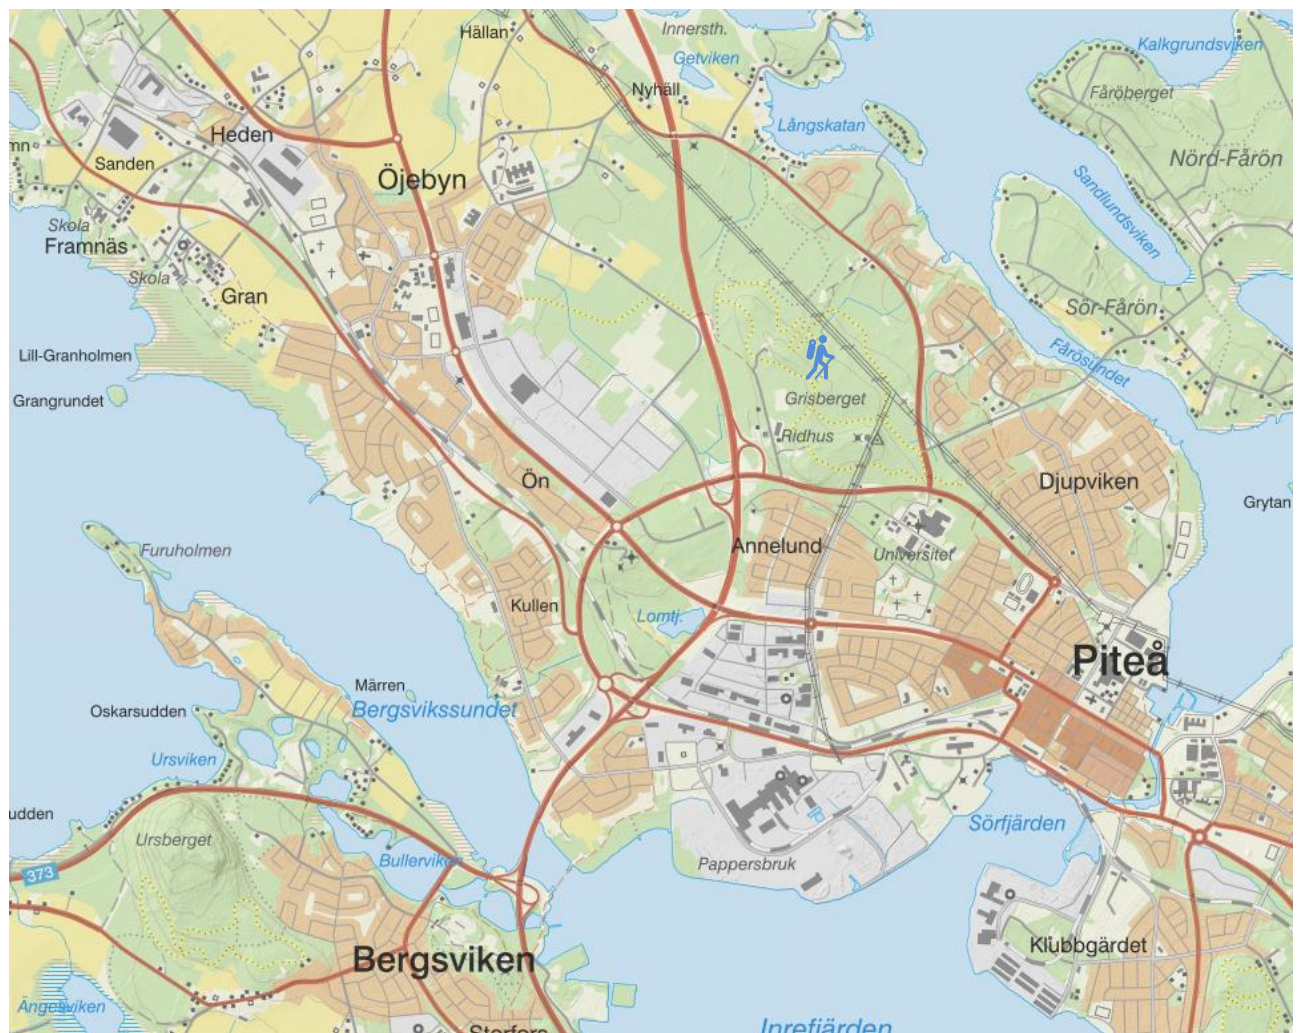 Hällan
Innersth.
Kalkgrundsviken
Getviken
Nyhäll
Fåröberget
Långskatan
Heden
Sanden
Nörd-Fårön
Öjebyn
Sandlundsviken
Skola
Framnäs
Skola
Gran
Sör-Fårön
Lill-Granholmen
Fårösundet
Grangrundet
Grisberget
Ridhus
Ön
Djupviken
Grytan
Furuholmen
Annelund
Universitet
Kullen
Lomtj.
Piteå
Märren
Oskarsudden
Bergsvikssundet
Ursviken
udden
Sörfjärden
Ursberget
Bullerviken
Pappersbruk
373
Klubbgärdet
Bergsviken
Ängesviken
Inrefjärden